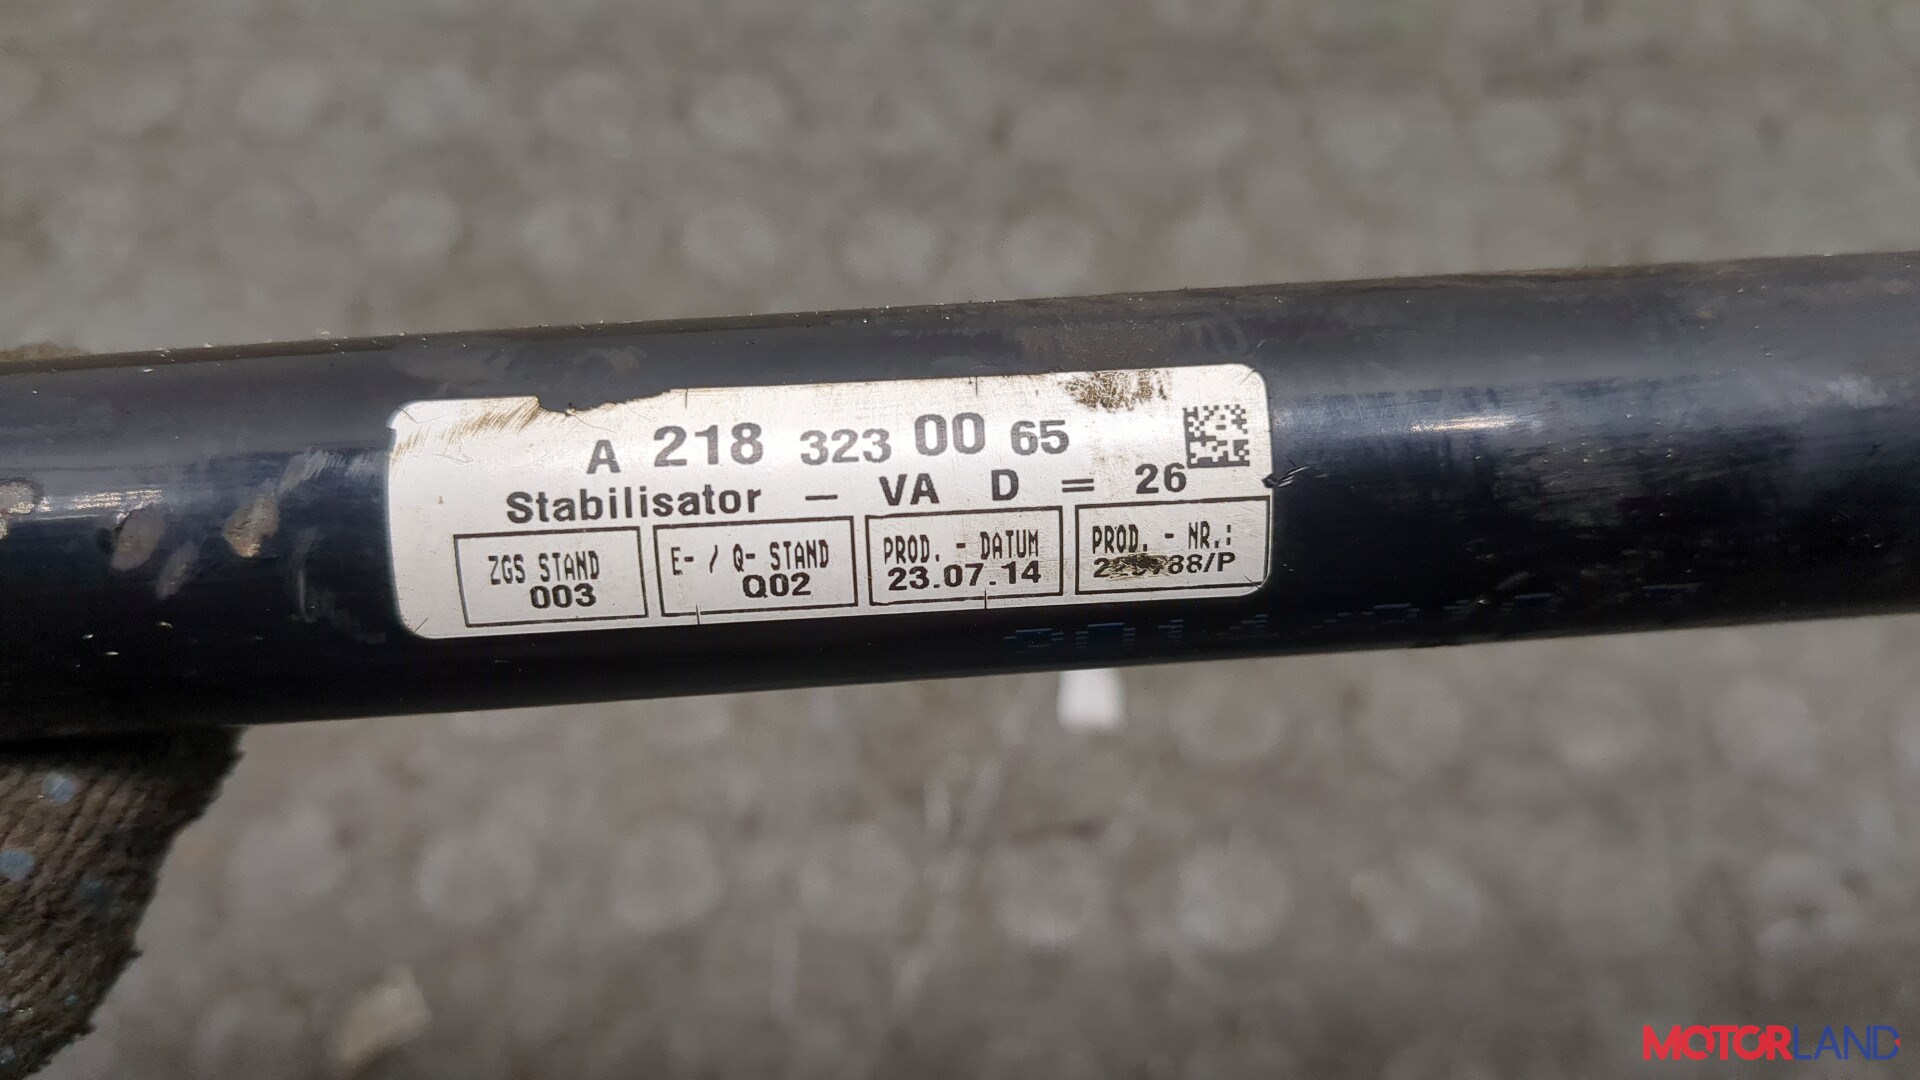 A 218 323 00 65
Stabilisator - VA D = 26
ZGS STAND
003
E- / Q- STAND
Q02
PROD. - DATUM
23.07.14
PROD. - NR.:
MOTORLAND